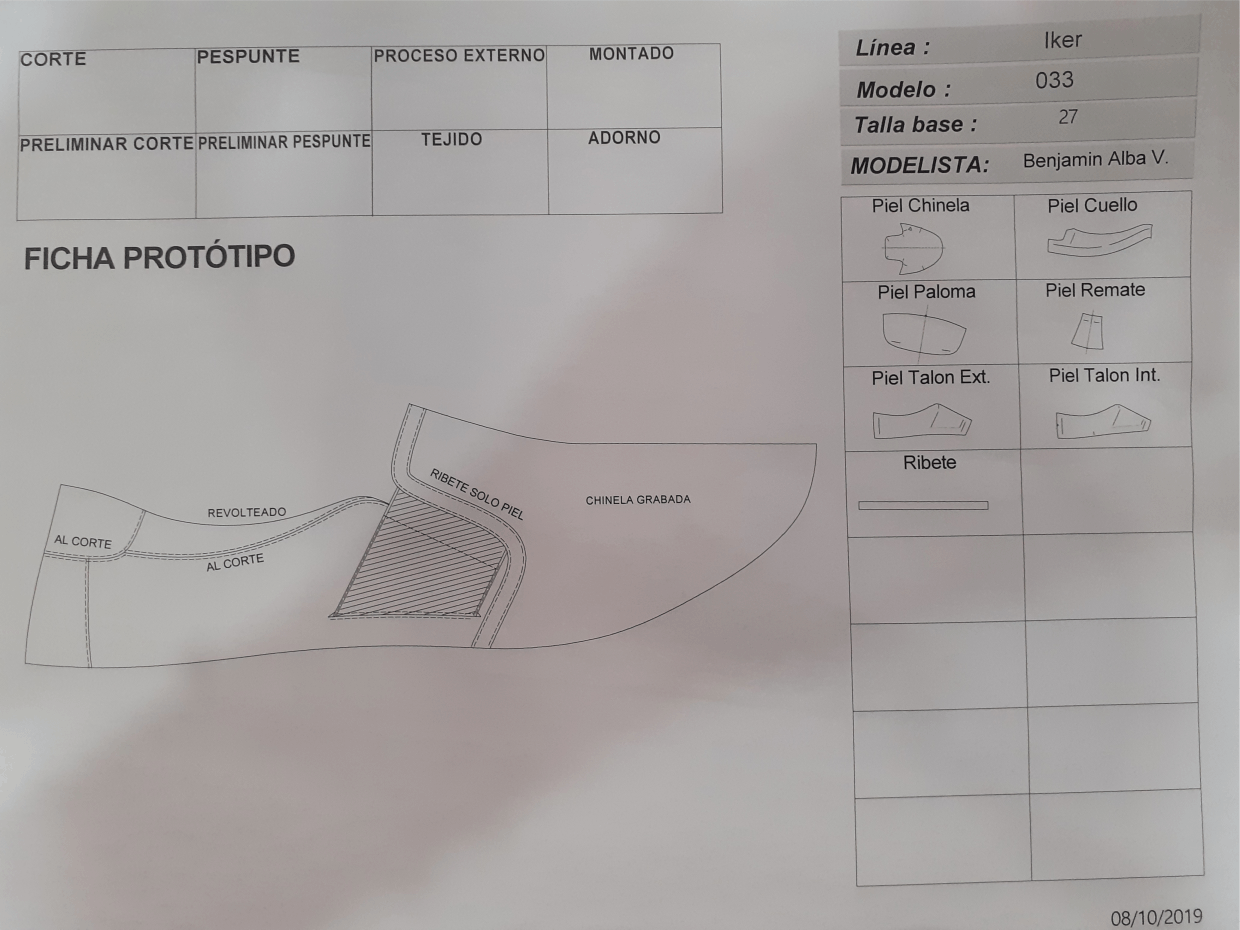 CORTE PESPUNTE PROCESO EXTERNO MONTADO
PRELIMINAR CORTE PRELIMINAR PESPUNTE TEJIDO ADORNO
FICHA PROTÓTIPO
Línea : Iker
Modelo : 033
Talla base : 27
MODELISTA: Benjamin Alba V.
Piel Chinela Piel Cuello
Piel Paloma Piel Remate
Piel Talon Ext. Piel Talon Int.
Ribete
RIBETE SOLO PIEL
CHINELA GRABADA
REVOLTEADO
AL CORTE
AL CORTE
08/10/2019